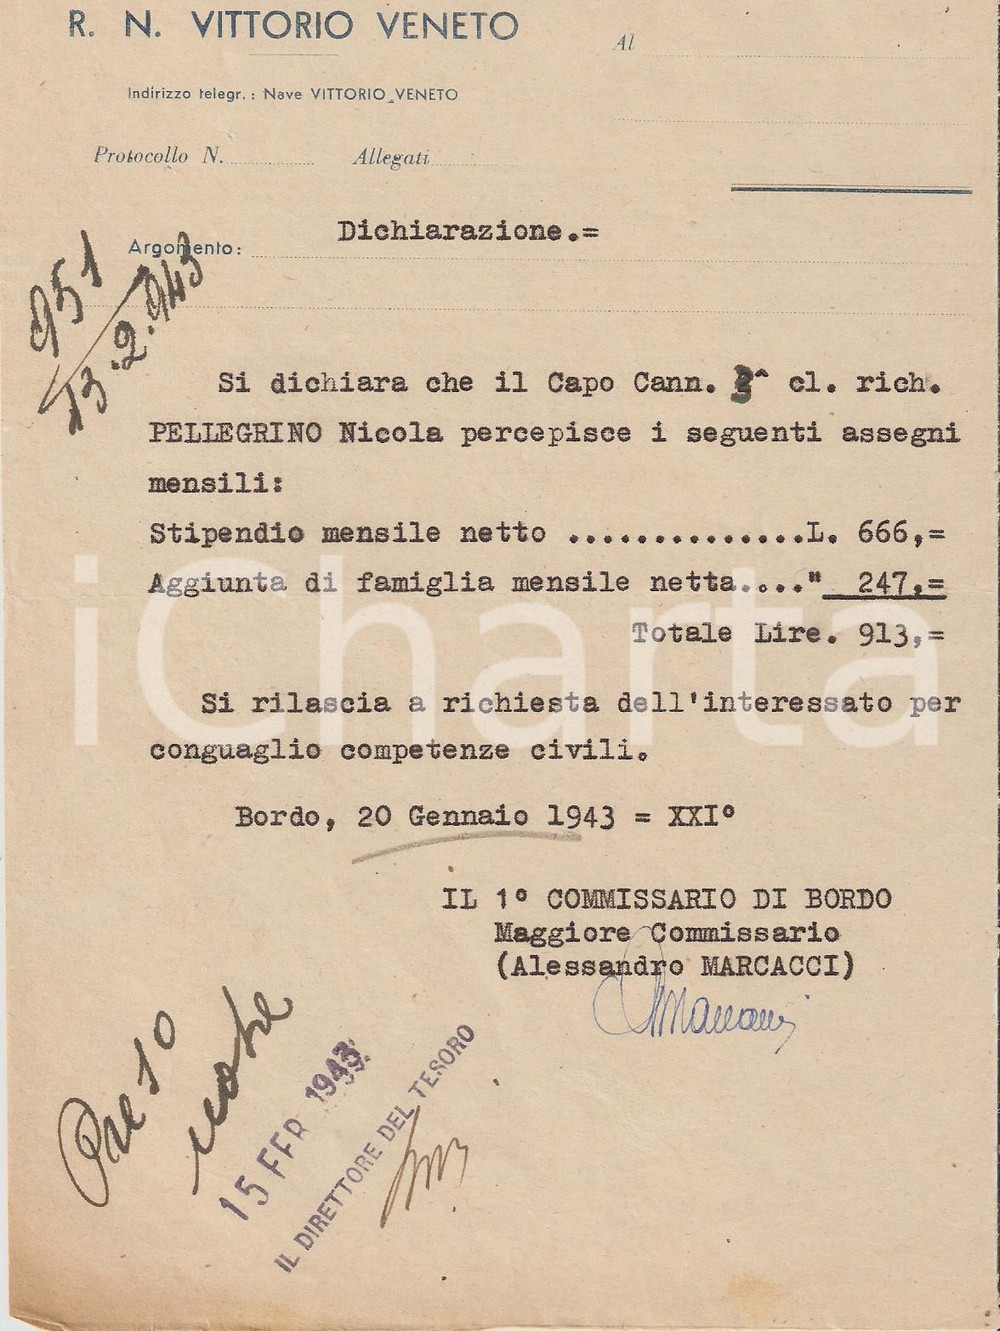 R. N. VITTORIO VENETO
Al
Indirizzo telegr.: Nave VITTORIO VENETO
Protocollo N. Allegati
Argomento: Dichiarazione.=
951
13.2.943
Si dichiara che il Capo Cann. 3^ cl. rich.
PELLEGRINO Nicola percepisce i seguenti assegni
mensili:
Stipendio mensile netto ..............L. 666,=
Aggiunta di famiglia mensile netta...." 247,=
Totale Lire. 913,=
Si rilascia a richiesta dell'interessato per
conguaglio competenze civili.
Bordo, 20 Gennaio 1943 = XXI°
IL 1° COMMISSARIO DI BORDO
Maggiore Commissario
(Alessandro MARCACCI)
Preso
note
15 FEB 1943
IL DIRETTORE DEL TESORO
iCharta